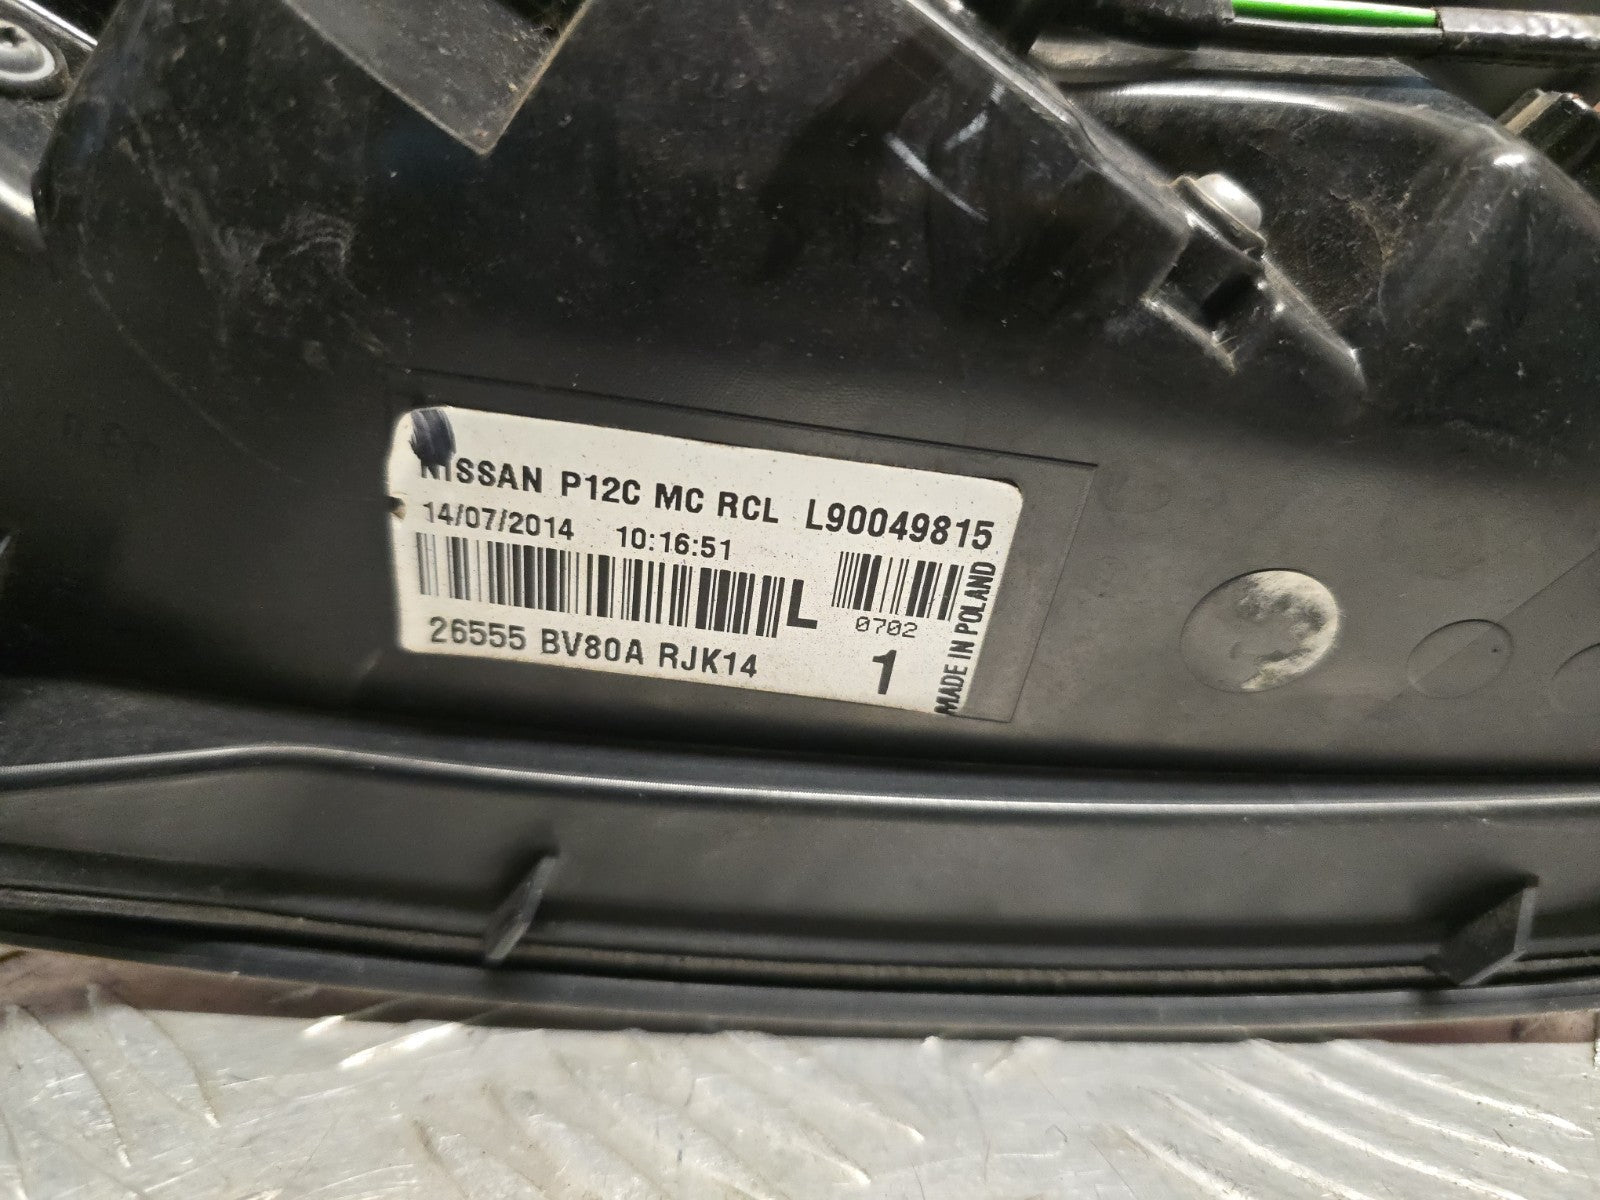 NISSAN P12C MC RCL L90049815
14/07/2014 10:16:51
L
0702
26555 BV80A RJK14
1
MADE IN POLAND